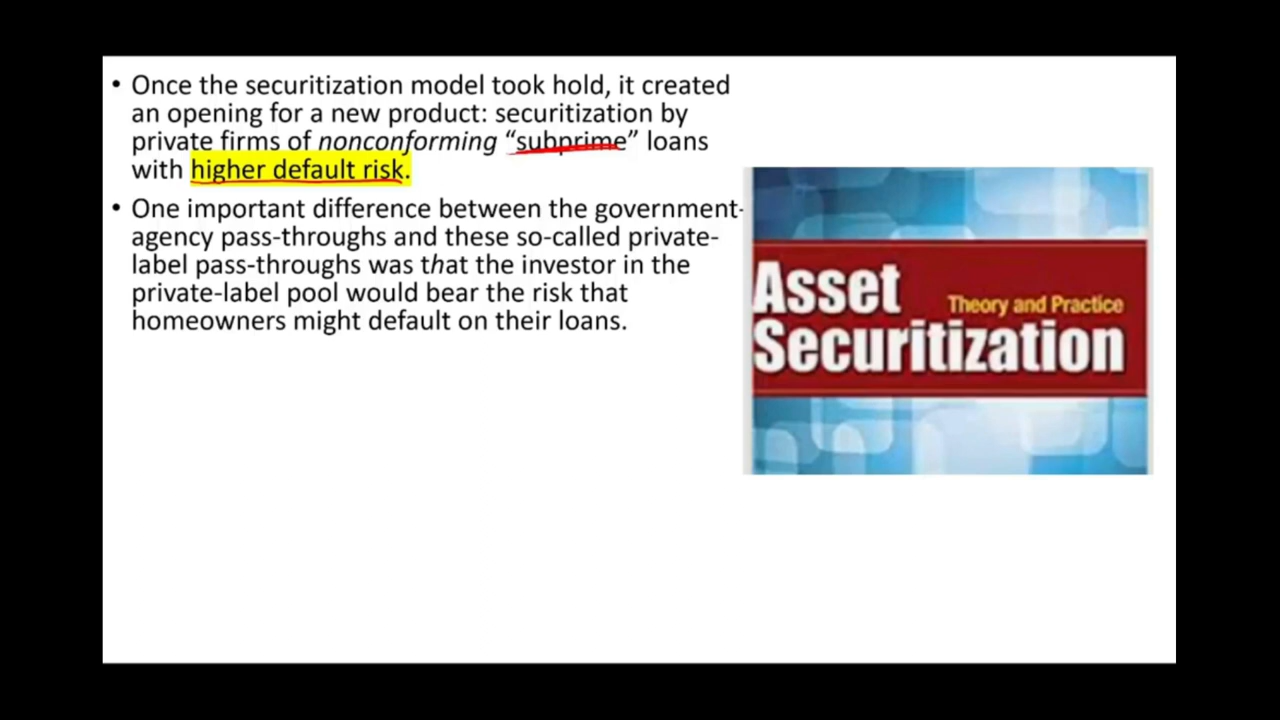 • Once the securitization model took hold, it created
an opening for a new product: securitization by
private firms of nonconforming “subprime” loans
with higher default risk.
• One important difference between the government-
agency pass-throughs and these so-called private-
label pass-throughs was that the investor in the
private-label pool would bear the risk that
homeowners might default on their loans.
Asset
Theory and Practice
Securitization